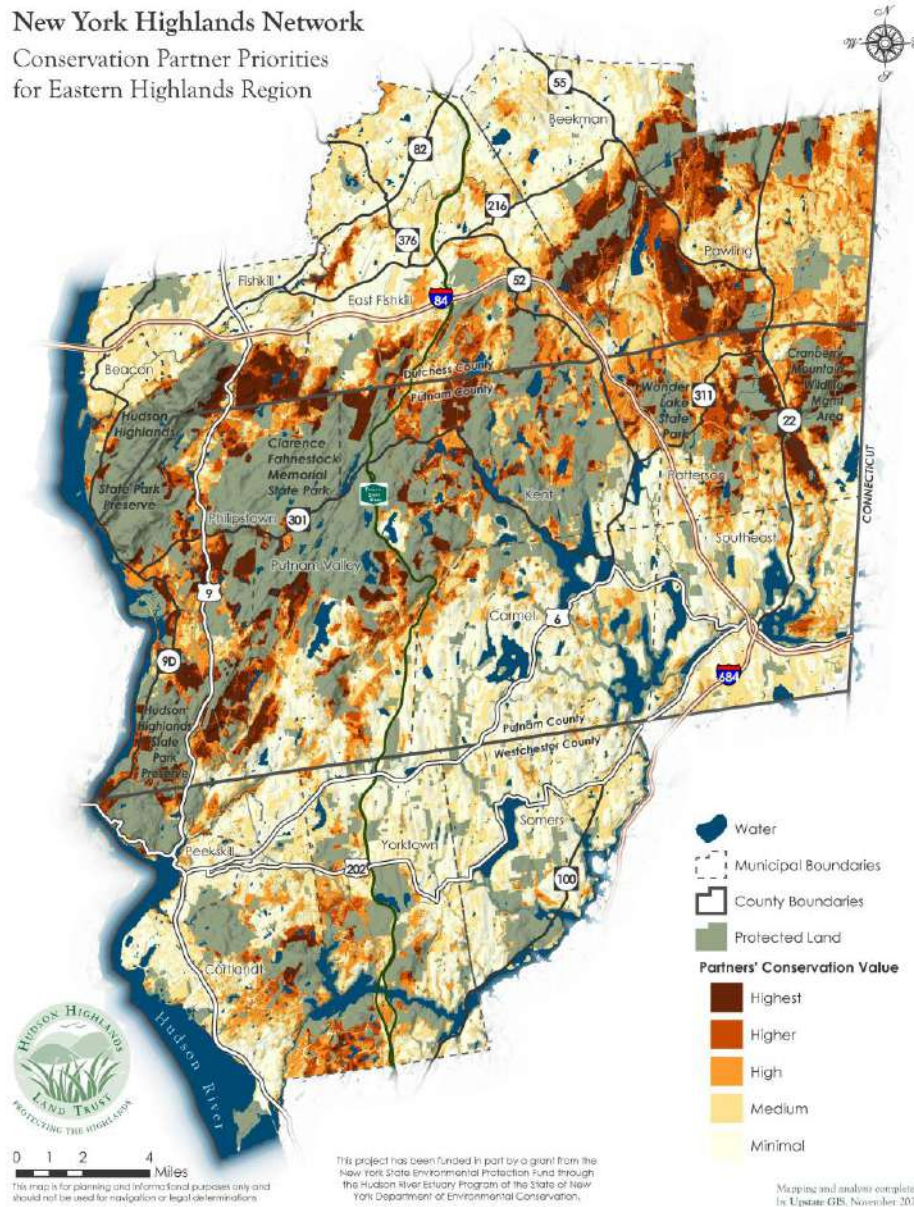 New York Highlands Network
Conservation Partner Priorities
for Eastern Highlands Region
N
W
S
55
Beekman
82
216
376
Pawling
Fishkill
52
East Fishkill
84
Beacon
Dutchess County
Putnam County
Cranberry
Mountain
Wildlife
Mgmt
Area
Wonder
Lake
State
Park
311
22
Hudson
Highlands
State Park
Preserve
Clarence
Fahnestock
Memorial
State Park
Patterson
CONNECTICUT
Kent
Philipstown
301
Southeast
Putnam Valley
9
Carmel
6
9D
684
Hudson
Highlands
State
Park
Preserve
Putnam County
Westchester County
Somers
Peekskill
Yorktown
202
100
Cortlandt
Hudson River
Water
Municipal Boundaries
County Boundaries
Protected Land
Partners' Conservation Value
Highest
Higher
High
Medium
Minimal
HUDSON HIGHLANDS
LAND TRUST
PROTECTING THE HIGHLANDS
0 1 2 4
Miles
This map is for planning and informational purposes only and
should not be used for navigation or legal determinations
This project has been funded in part by a grant from the
New York State Environmental Protection Fund through
the Hudson River Estuary Program of the State of New
York Department of Environmental Conservation.
Mapping and analysis complete
by Upstate GIS, November 202